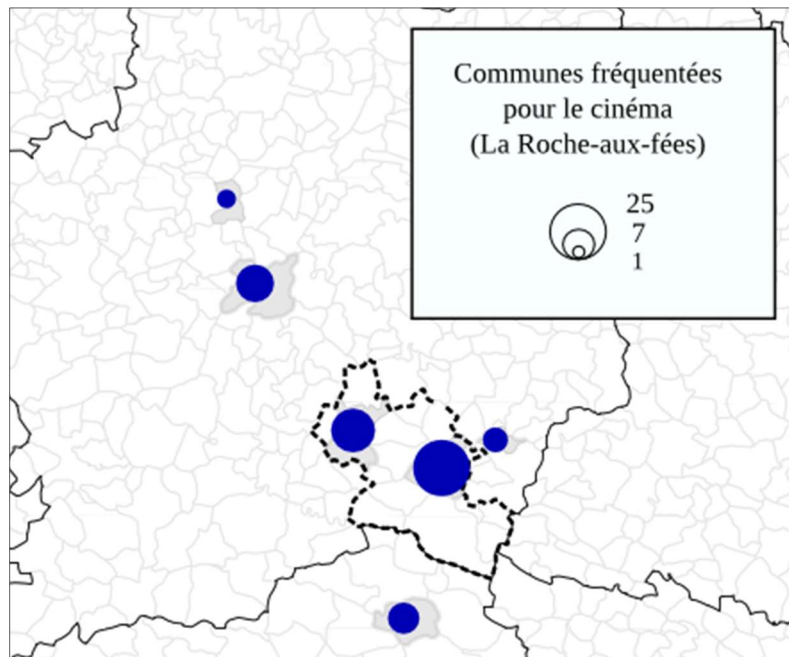 Communes fréquentées
pour le cinéma
(La Roche-aux-fées)
25
7
1